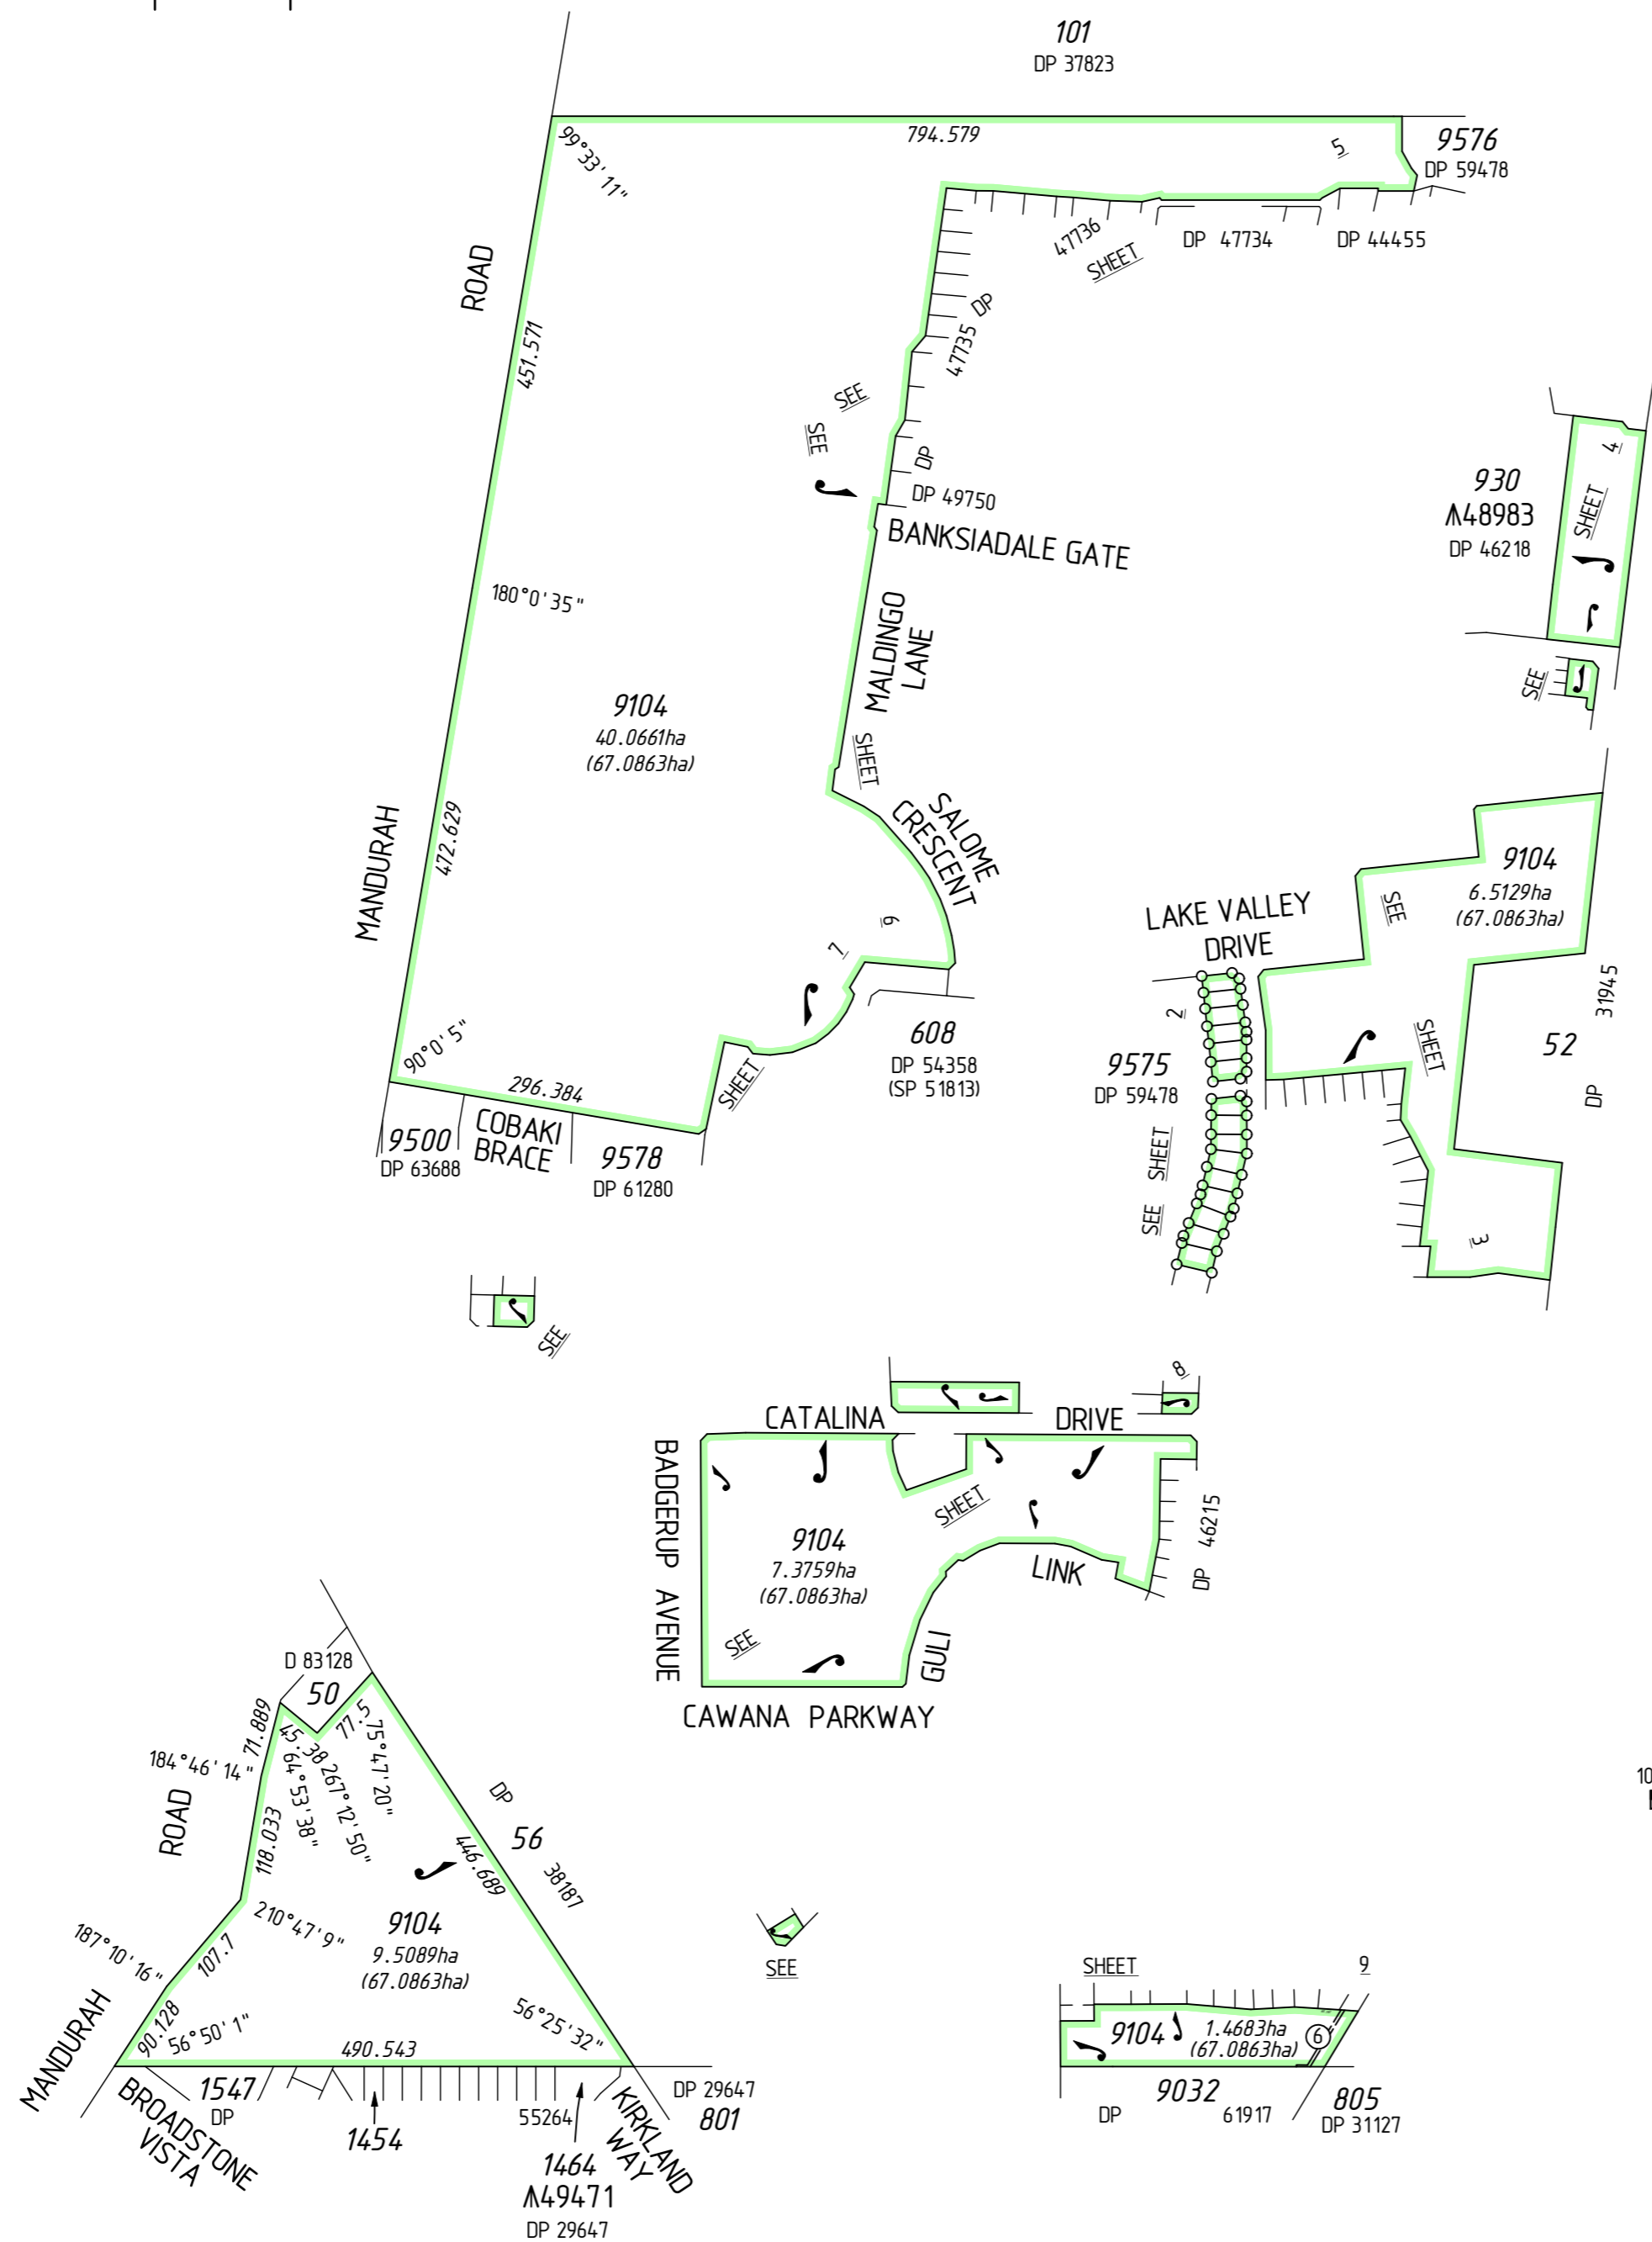 101
DP 37823
794.579
5
9576
DP 59478
99°33'11"
ROAD
451.571
47736
SHEET
DP 47734
DP 44455
DP
47735
SEE
SEE
DP
DP 49750
BANKSIADALE GATE
930
48983
DP 46218
SHEET
4
180°0'35"
MALDINGO
LANE
SEE
9104
40.0661ha
(67.0863ha)
SHEET
SALOME
CRESCENT
MANDURAH
472.629
9104
6.5129ha
(67.0863ha)
SEE
LAKE VALLEY
DRIVE
6
7
31945
2
52
SHEET
DP
608
DP 54358
(SP 51813)
9575
DP 59478
90°0'5"
296.384
SHEET
9500
DP 63688
COBAKI
BRACE
9578
DP 61280
SHEET
SEE
3
SEE
8
CATALINA
DRIVE
BADGERUP AVENUE
SHEET
9104
7.3759ha
(67.0863ha)
LINK
DP 46215
SEE
GULI
CAWANA PARKWAY
D 83128
50
71.889
45.38
77.5
75°47'20"
184°46'14"
64°53'38"
267°12'50"
ROAD
118.033
DP
56
38187
446.689
10
210°47'9"
9104
9.5089ha
(67.0863ha)
187°10'16"
107.7
SEE
SHEET
9
MANDURAH
90.128
56°50'1"
56°25'32"
490.543
9104
1.4683ha
(67.0863ha)
6
1547
DP
BROADSTONE
VISTA
1454
55264
KIRKLAND
WAY
DP 29647
801
9032
DP 61917
805
DP 31127
1464
49471
DP 29647